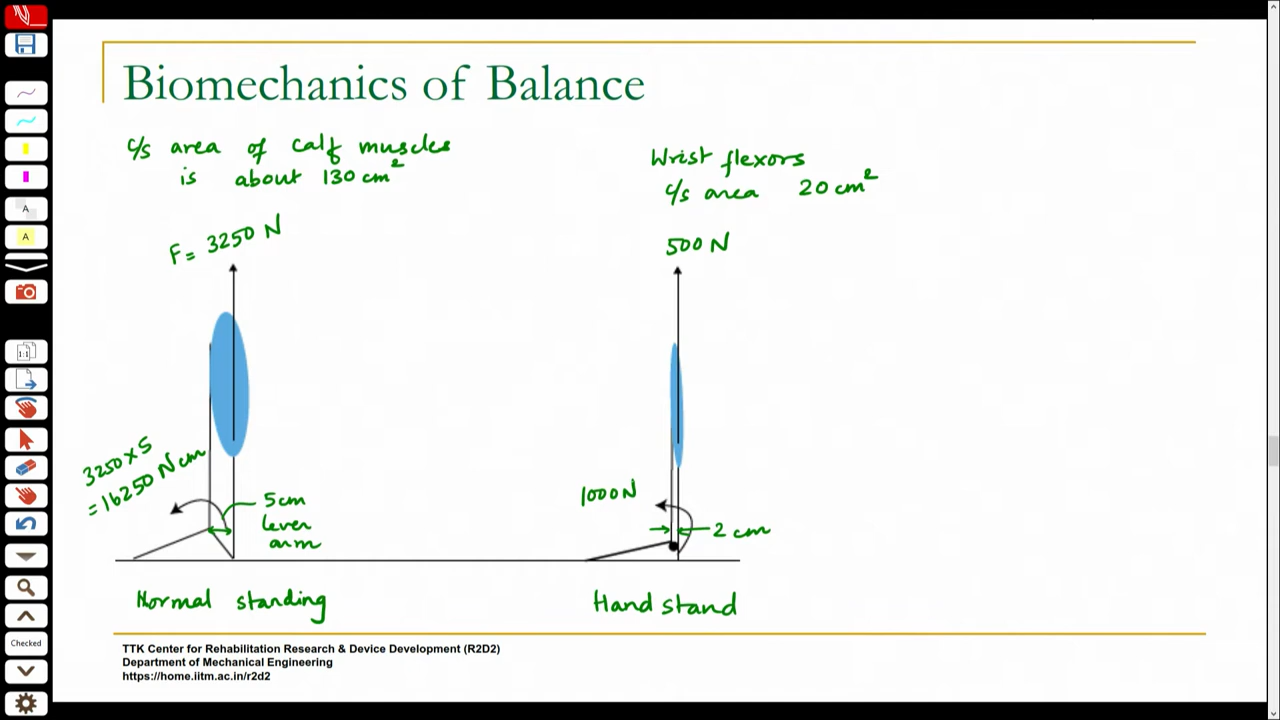 Biomechanics of Balance
c/s area of calf muscles
is about 130 cm²
F = 3250 N
3250 x 5
= 16250 N cm
5 cm
lever
arm
Normal standing
Wrist flexors
c/s area 20 cm²
500 N
1000 N
2 cm
Hand stand
TTK Center for Rehabilitation Research & Device Development (R2D2)
Department of Mechanical Engineering
https://home.iitm.ac.in/r2d2
A
A
1:1
Checked